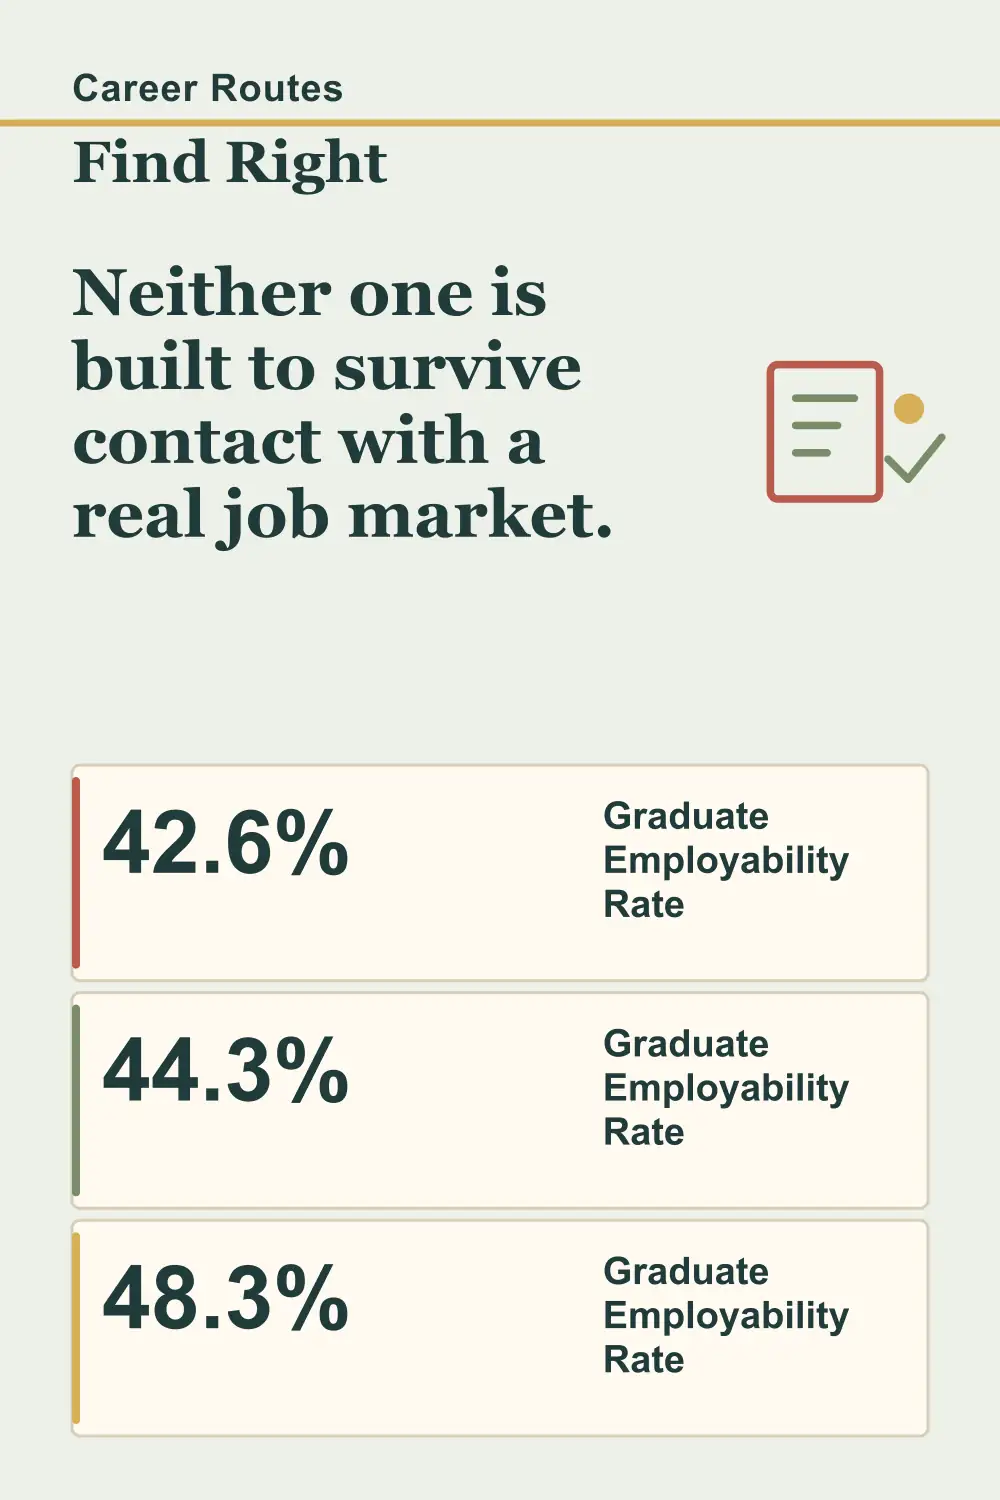 Career Routes
Find Right
Neither one is
built to survive
contact with a
real job market.
42.6%
Graduate
Employability
Rate
44.3%
Graduate
Employability
Rate
48.3%
Graduate
Employability
Rate